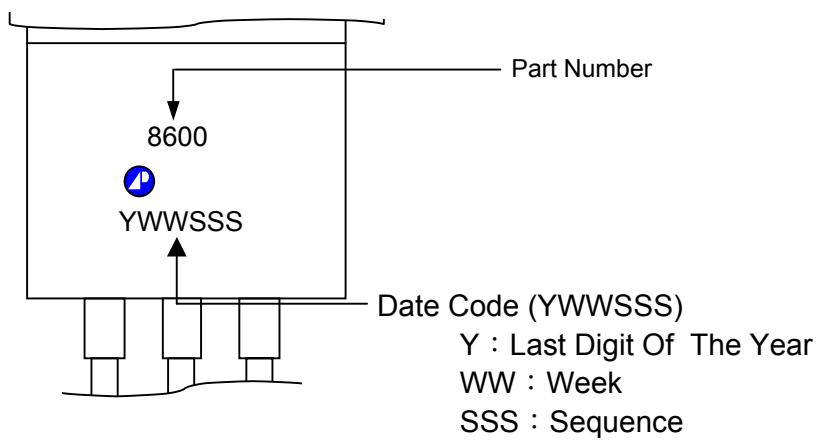 Part Number
8600
YWWSSS
Date Code (YWWSSS)
Y：Last Digit Of The Year
WW：Week
SSS：Sequence